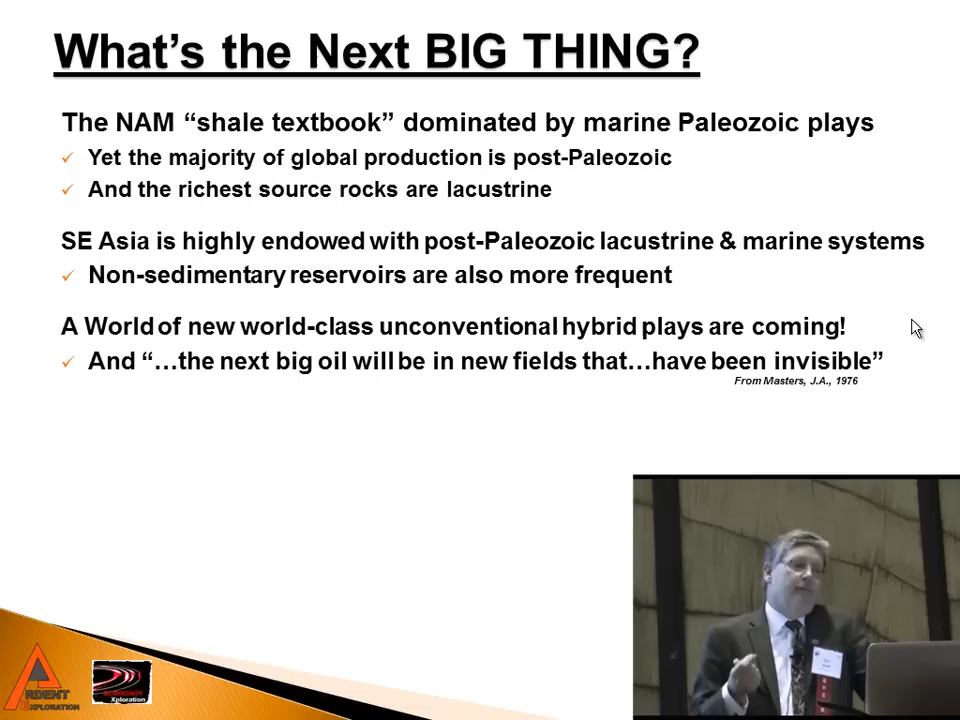 What's the Next BIG THING?
The NAM “shale textbook” dominated by marine Paleozoic plays
Yet the majority of global production is post-Paleozoic
And the richest source rocks are lacustrine
SE Asia is highly endowed with post-Paleozoic lacustrine & marine systems
Non-sedimentary reservoirs are also more frequent
A World of new world-class unconventional hybrid plays are coming!
And “…the next big oil will be in new fields that…have been invisible”
From Masters, J.A., 1976
ARDENT
EXPLORATION
Xploration